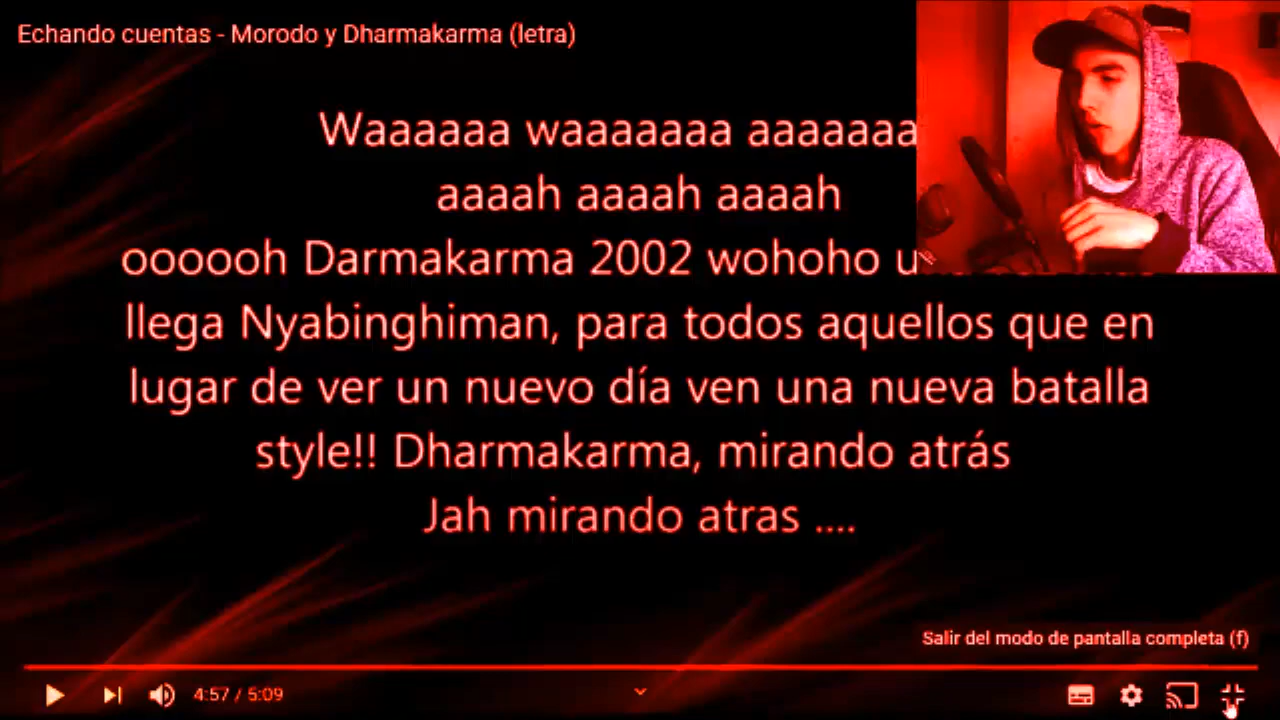 Echando cuentas - Morodo y Dharmakarma (letra)
Waaaaaa waaaaaaa aaaaaaa
aaaah aaaah aaaah
oooooh Darmakarma 2002 wohoho
llega Nyabinghiman, para todos aquellos que en
lugar de ver un nuevo día ven una nueva batalla
style!! Dharmakarma, mirando atrás
Jah mirando atras ....
Salir del modo de pantalla completa (f)
4:57 / 5:09